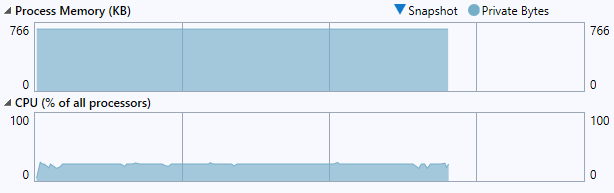 Process Memory (KB) Snapshot Private Bytes
766 766
0 0
CPU (% of all processors)
100 100
0 0